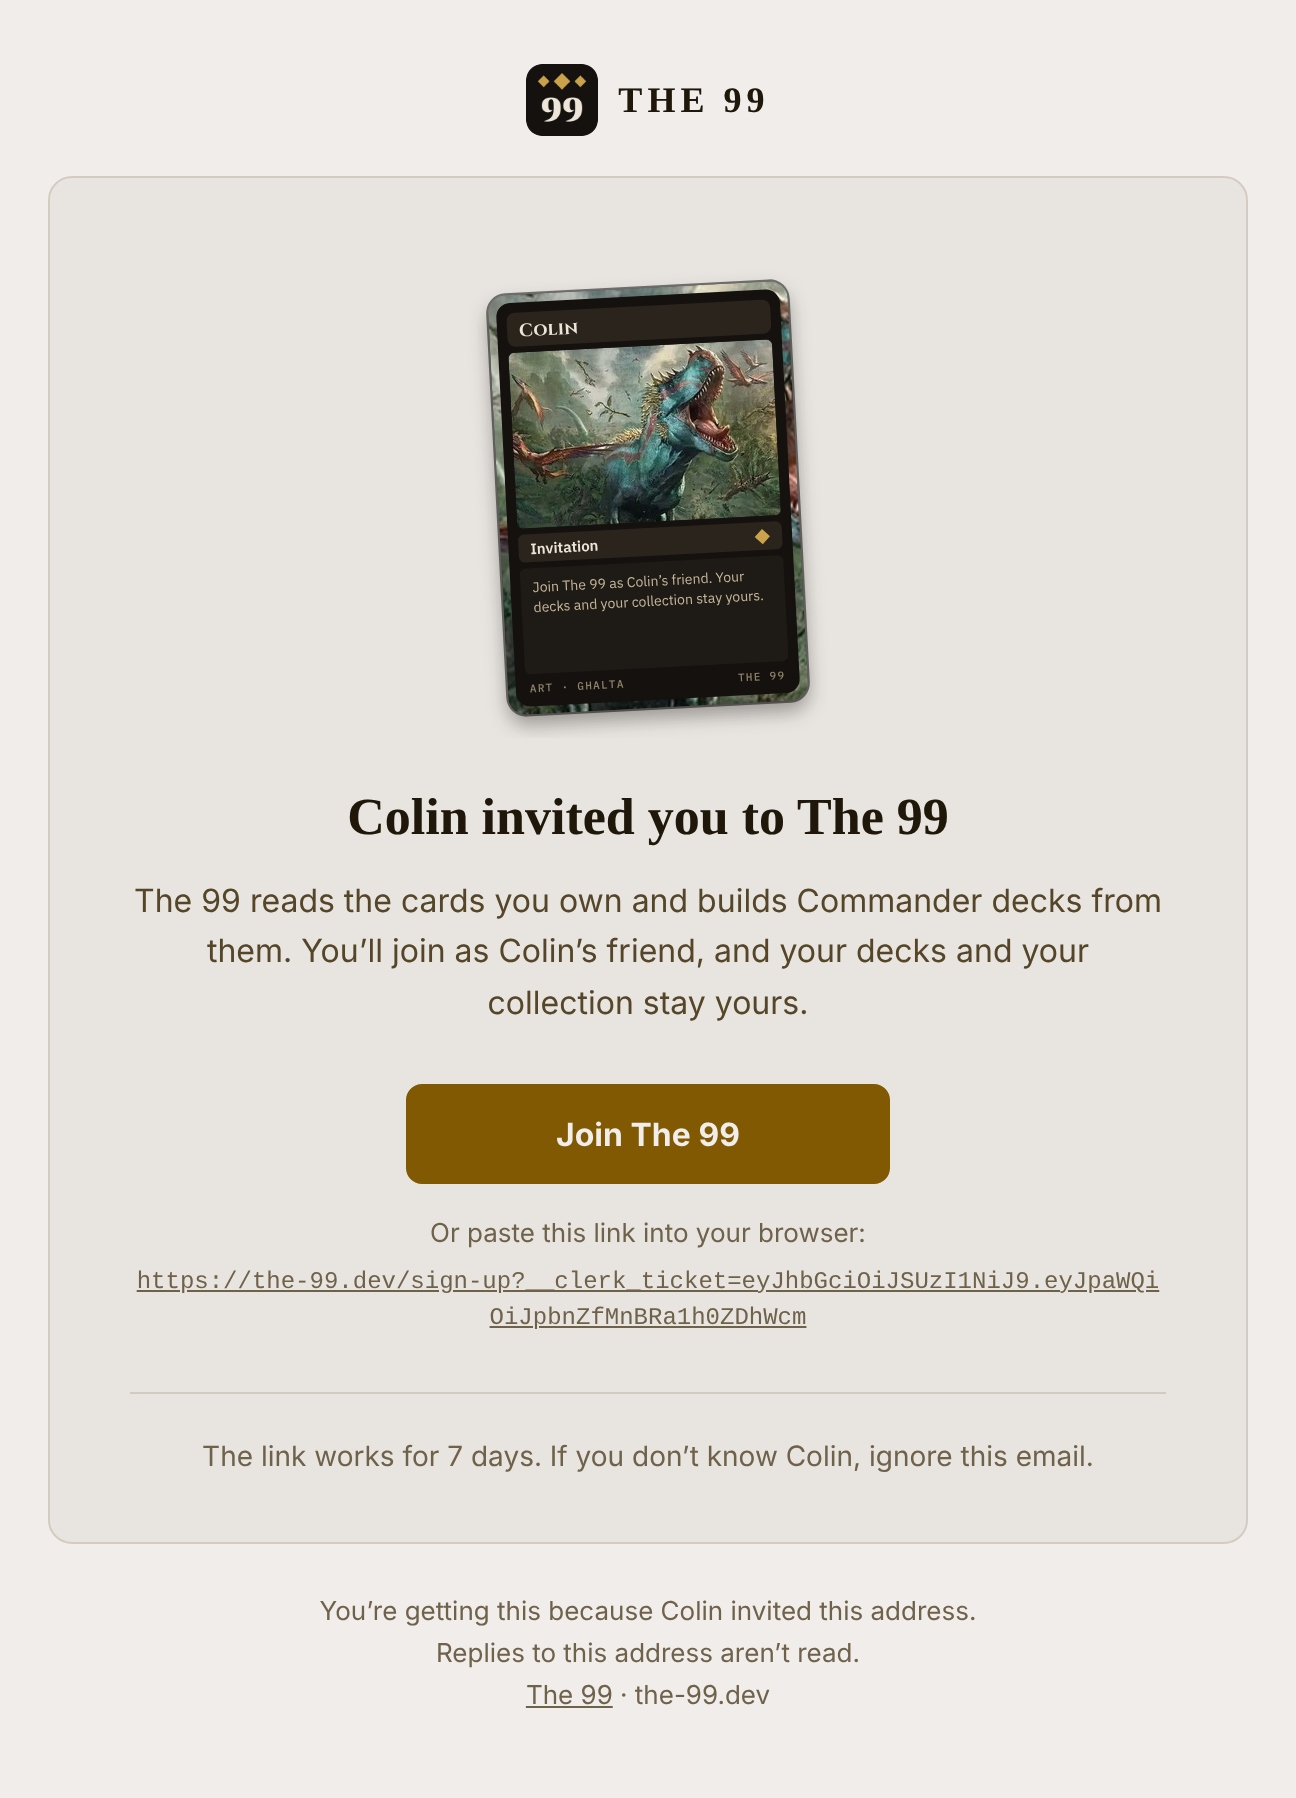 99
THE 99
Colin
Invitation
Join The 99 as Colin’s friend. Your
decks and your collection stay yours.
ART · GHALTA
THE 99
Colin invited you to The 99
The 99 reads the cards you own and builds Commander decks from
them. You’ll join as Colin’s friend, and your decks and your
collection stay yours.
Join The 99
Or paste this link into your browser:
https://the-99.dev/sign-up?__clerk_ticket=eyJhbGciOiJSUzI1NiJ9.eyJpaWQi
OiJpbnZfMnBRa1h0ZDhWcm
The link works for 7 days. If you don’t know Colin, ignore this email.
You’re getting this because Colin invited this address.
Replies to this address aren’t read.
The 99 · the-99.dev